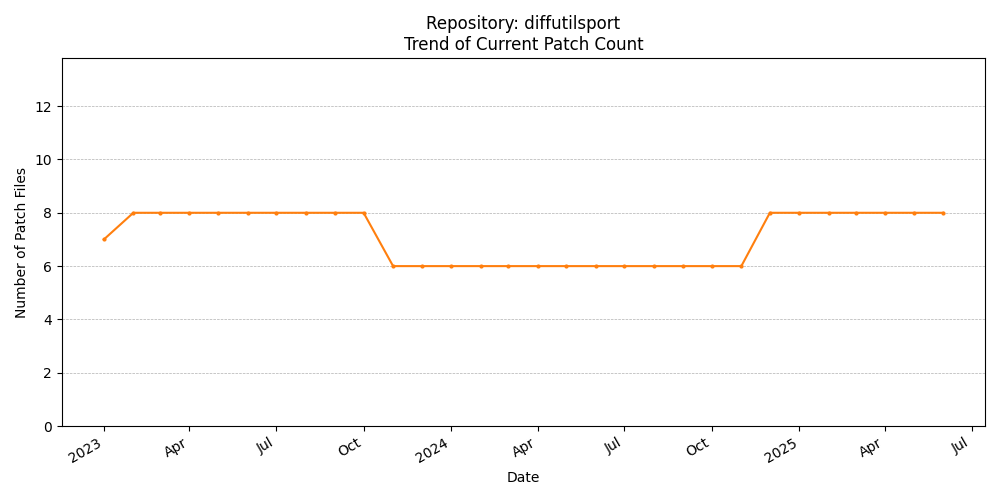 Repository: diffutilsport
Trend of Current Patch Count
Number of Patch Files
12
10
8
6
4
2
0
2023
Apr
Jul
Oct
2024
Apr
Jul
Oct
2025
Apr
Jul
Date